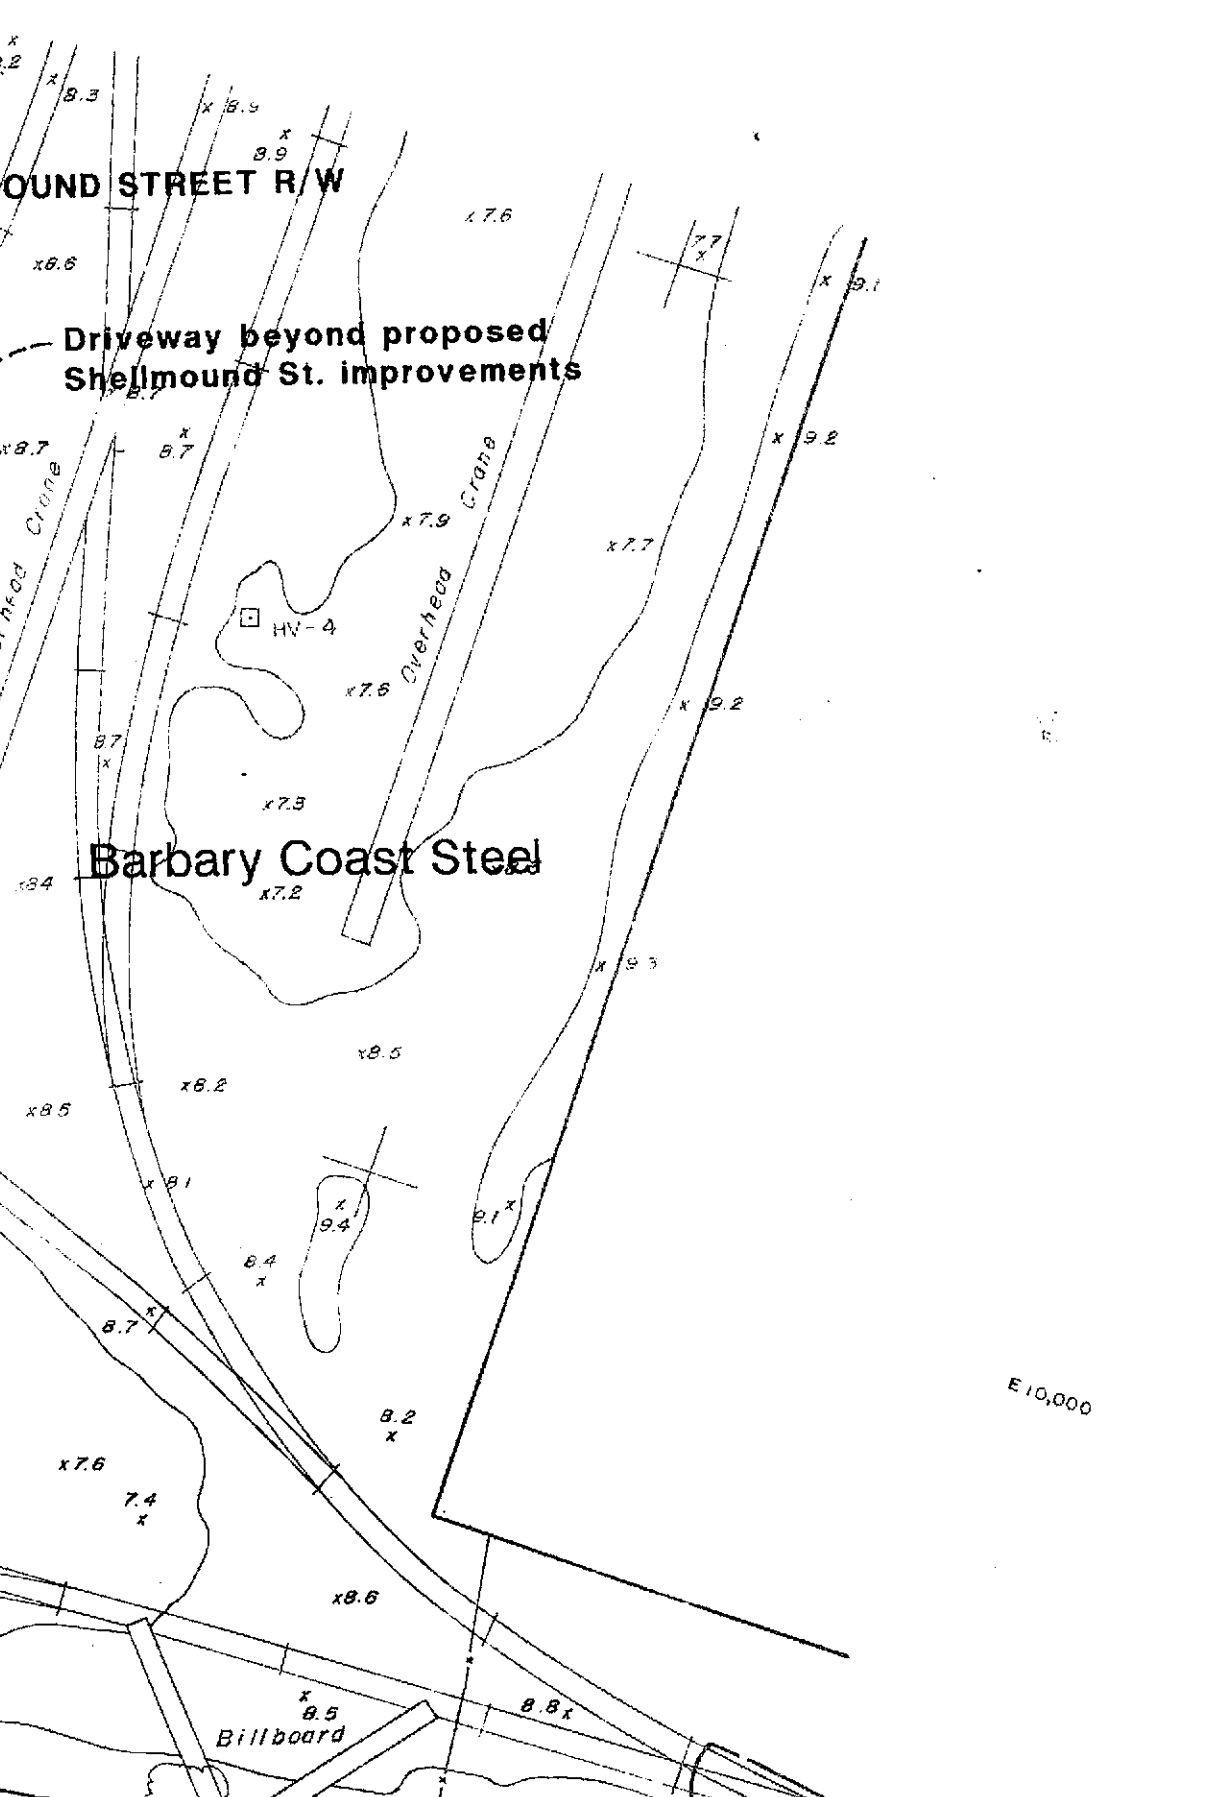 8.3
x 8.9
x
8.9
OUND STREET R/W
x 7.6
7.7
x
x8.6
x 9.1
Driveway beyond proposed
Shellmound St. improvements
8.7
x 9.2
x8.7
x
8.7
Crane
Overhead Crane
x7.9
x7.7
HV-4
x7.6
x 9.2
8.7
x
x7.3
Barbary Coast Steel
x8.4
x7.2
x 9.3
x8.5
x8.2
x8.5
x 8.1
x
9.4
9.1 x
8.4
x
8.7 x
E 10,000
8.2
x
x7.6
7.4
x
x8.6
x
8.5
8.8x
Billboard